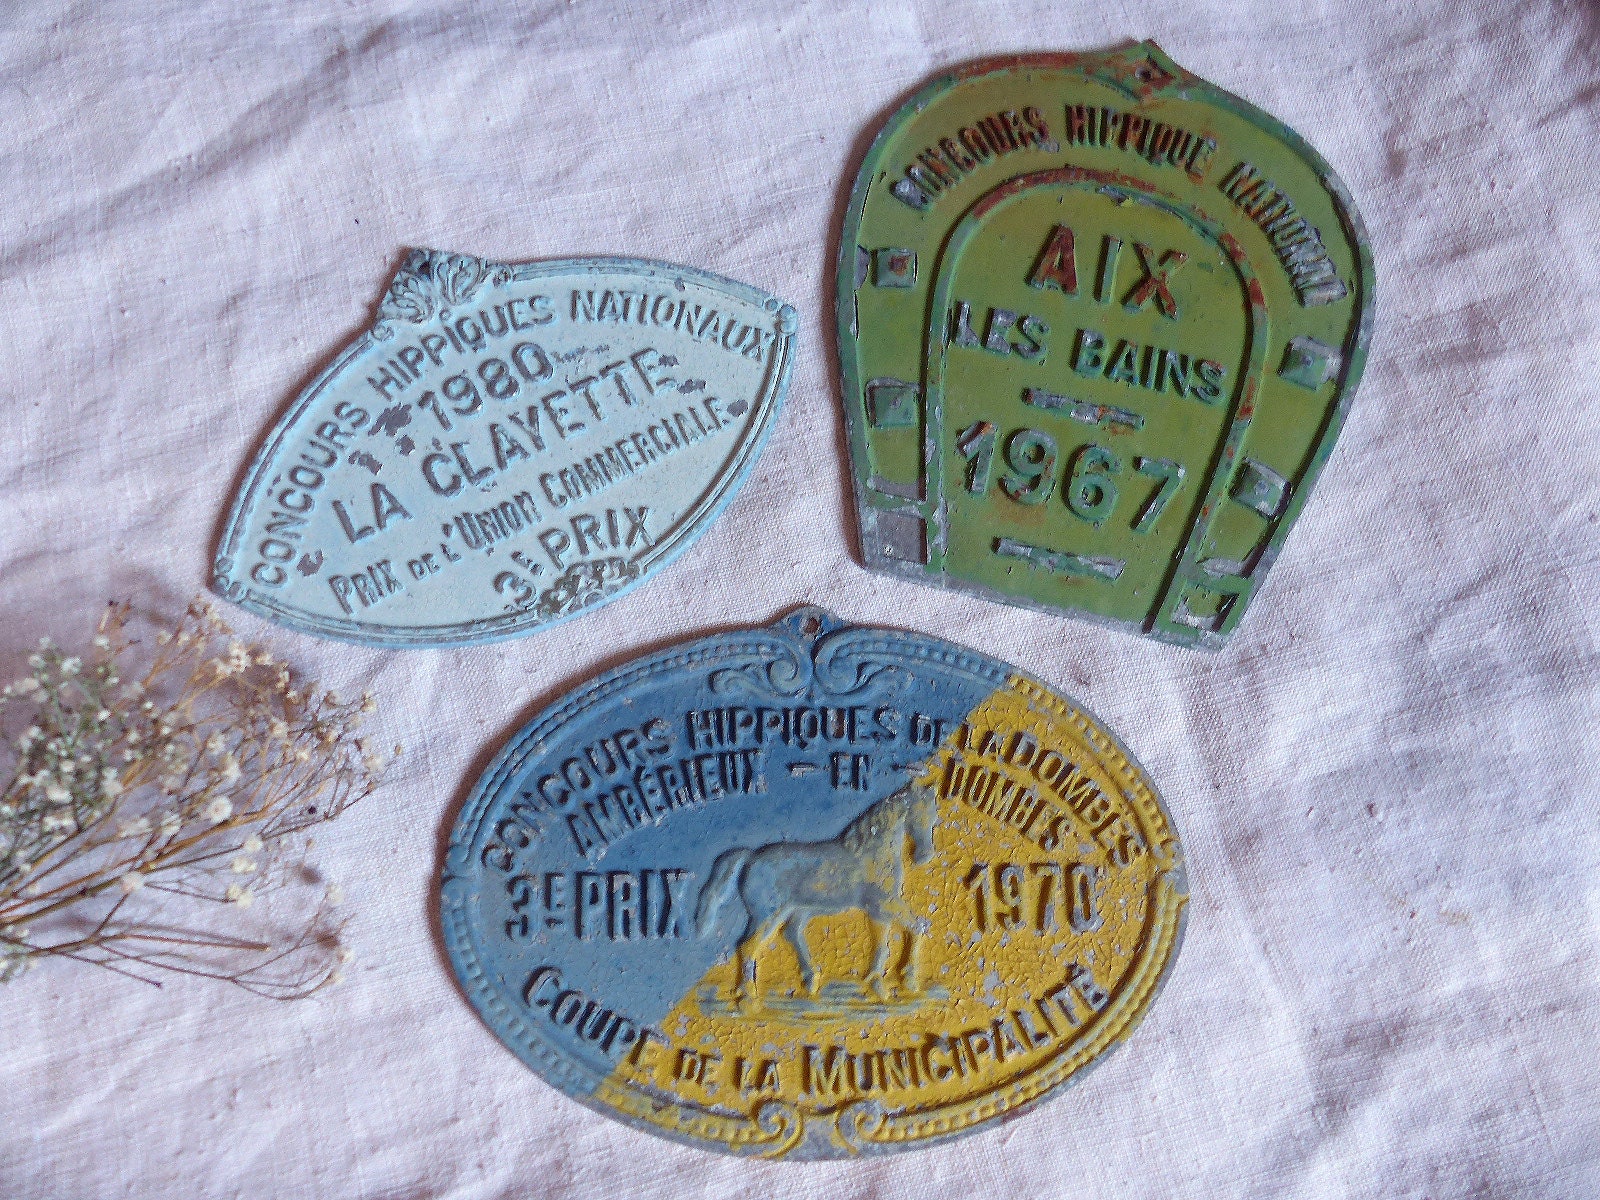 CONCOURS HIPPIQUES NATIONAUX
1980
LA CLAYETTE
PRIX DE L'UNION COMMERCIALE
3E PRIX
CONCOURS HIPPIQUE NATIONAL
AIX
LES BAINS
1967
CONCOURS HIPPIQUES DE LA DOMBES
AMBÉRIEUX - EN - DOMBES
3E PRIX 1970
COUPE DE LA MUNICIPALITÉ